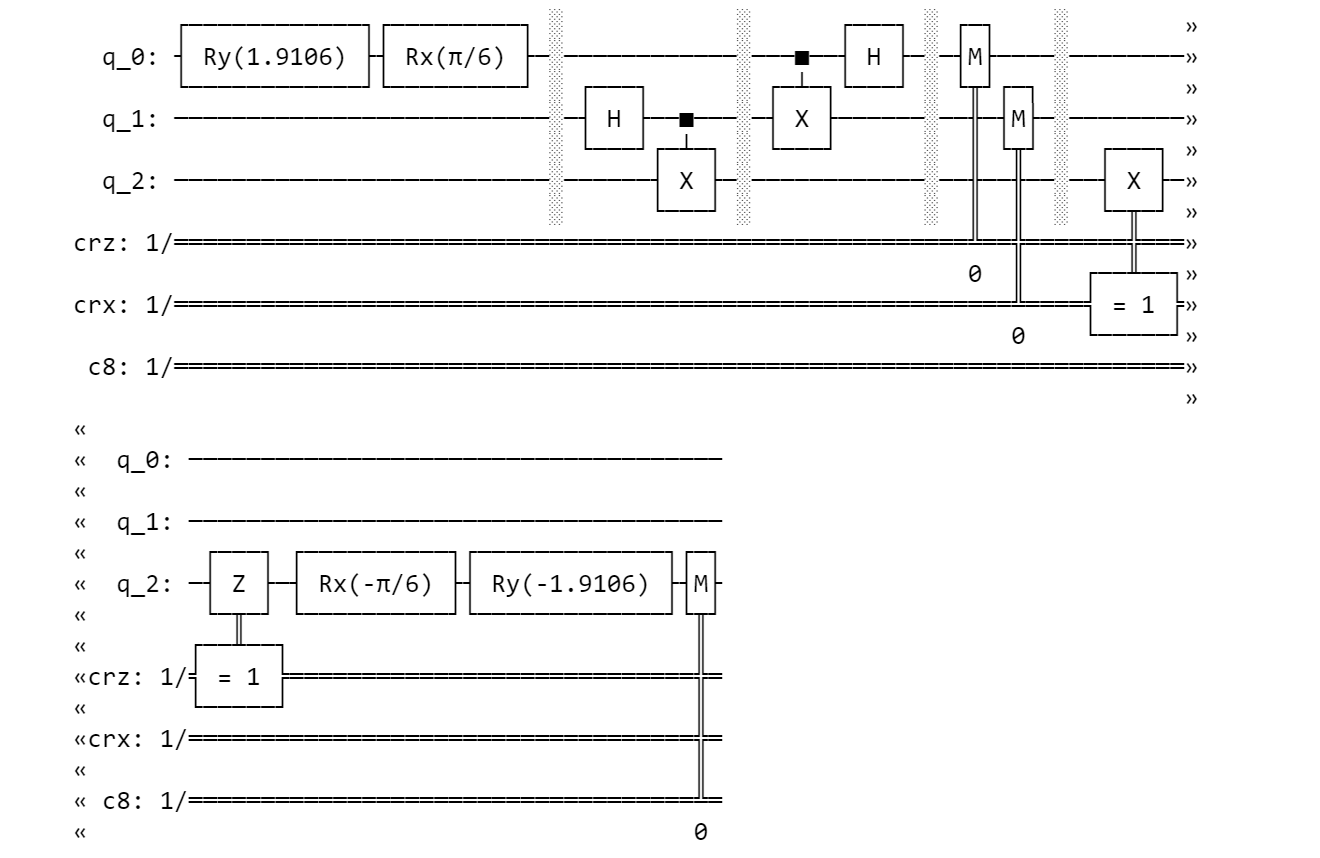 »
q_0: Ry(1.9106) Rx(π/6) H M »
»
q_1: H X M »
»
q_2: X X »
»
crz: 1/ »
0 »
crx: 1/ = 1 »
0 »
c8: 1/ »
»
«
« q_0:
«
« q_1:
«
« q_2: Z Rx(-π/6) Ry(-1.9106) M
«
«
«crz: 1/ = 1
«
«crx: 1/
«
« c8: 1/
« 0